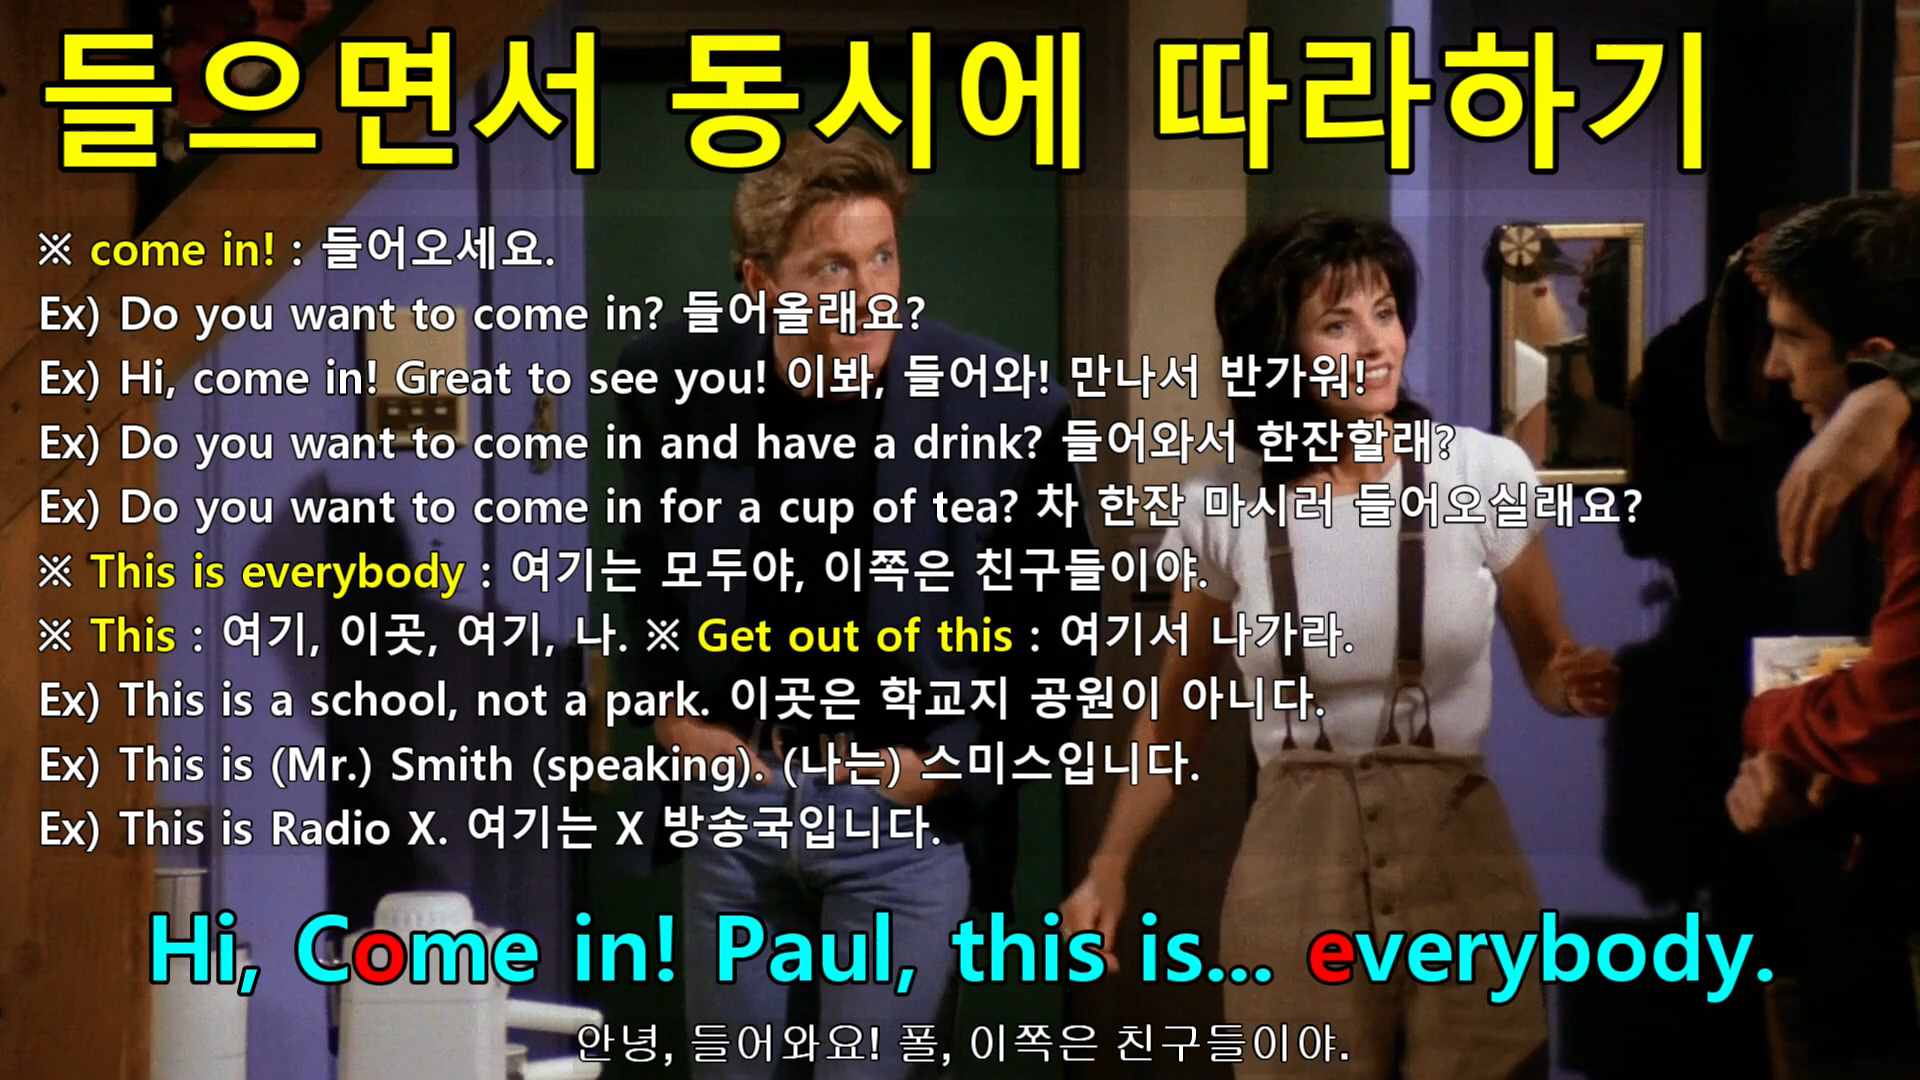 들으면서 동시에 따라하기
※ come in! : 들어오세요.
Ex) Do you want to come in? 들어올래요?
Ex) Hi, come in! Great to see you! 이봐, 들어와! 만나서 반가워!
Ex) Do you want to come in and have a drink? 들어와서 한잔할래?
Ex) Do you want to come in for a cup of tea? 차 한잔 마시러 들어오실래요?
※ This is everybody : 여기는 모두야, 이쪽은 친구들이야.
※ This : 여기, 이곳, 여기, 나. ※ Get out of this : 여기서 나가라.
Ex) This is a school, not a park. 이곳은 학교지 공원이 아니다.
Ex) This is (Mr.) Smith (speaking). (나는) 스미스입니다.
Ex) This is Radio X. 여기는 X 방송국입니다.
Hi, Come in! Paul, this is... everybody.
안녕, 들어와요! 폴, 이쪽은 친구들이야.